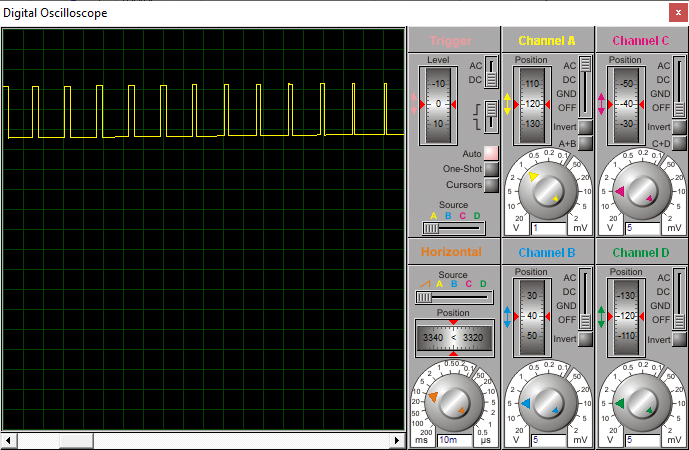 Digital Oscilloscope
x
Trigger
Level
-10
0
10
AC
DC
Auto
One-Shot
Cursors
Source
A B C D
Channel A
Position
110
120
130
AC
DC
GND
OFF
Invert
A+B
20 10 5 2 1 0.5 0.2 0.1 50 20 10 5 2
V
1
mV
Channel C
Position
-50
-40
-30
AC
DC
GND
OFF
Invert
C+D
20 10 5 2 1 0.5 0.2 0.1 50 20 10 5 2
V
5
mV
Horizontal
Source
A B C D
Position
3340 < 3320
200 100 50 20 10 5 2 1 0.5 0.2 0.1 50 20 10 5 2 1 0.5
ms
10m
µs
Channel B
Position
30
40
50
AC
DC
GND
OFF
Invert
20 10 5 2 1 0.5 0.2 0.1 50 20 10 5 2
V
5
mV
Channel D
Position
-130
-120
-110
AC
DC
GND
OFF
Invert
20 10 5 2 1 0.5 0.2 0.1 50 20 10 5 2
V
5
mV